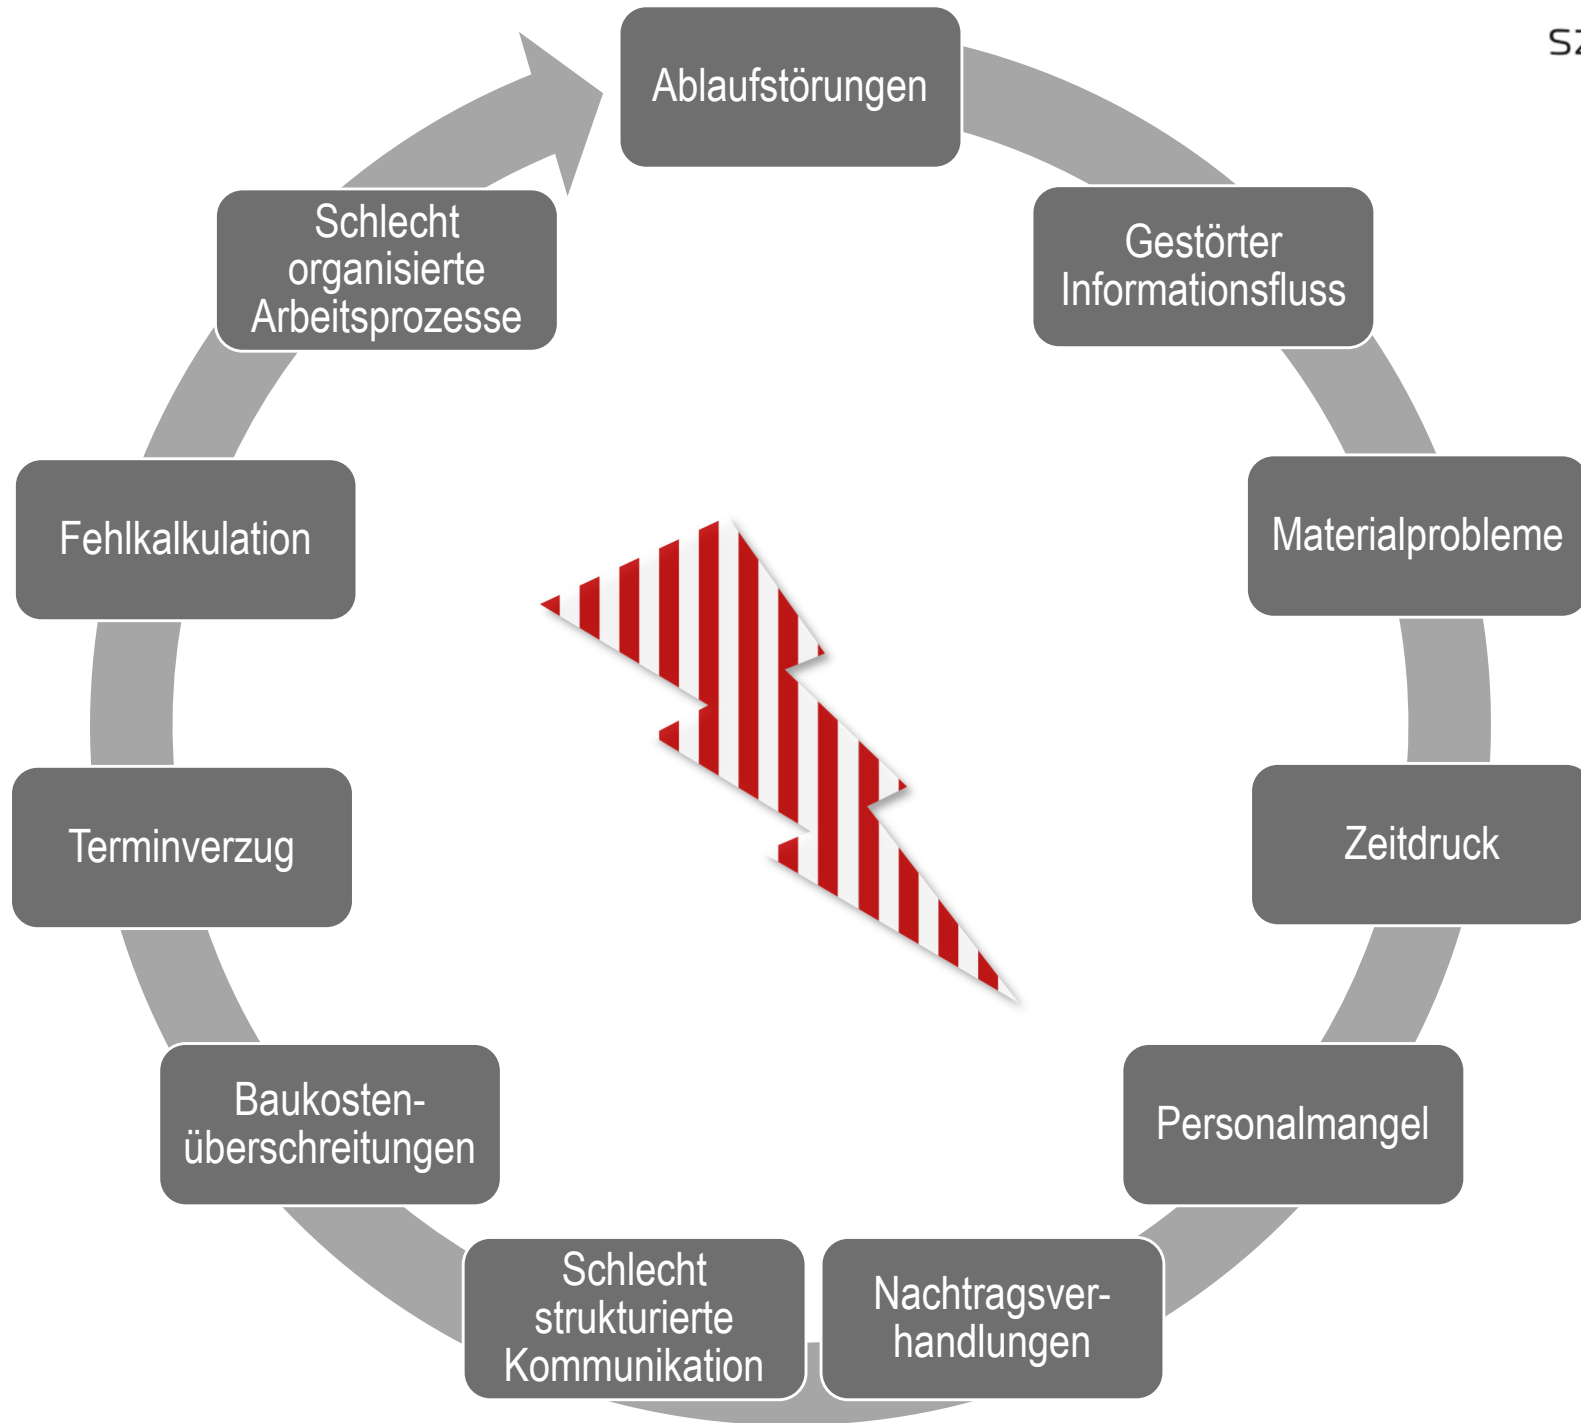 Ablaufstörungen
Gestörter
Informationsfluss
Materialprobleme
Zeitdruck
Personalmangel
Nachtragsver-
handlungen
Schlecht
strukturierte
Kommunikation
Baukosten-
überschreitungen
Terminverzug
Fehlkalkulation
Schlecht
organisierte
Arbeitsprozesse